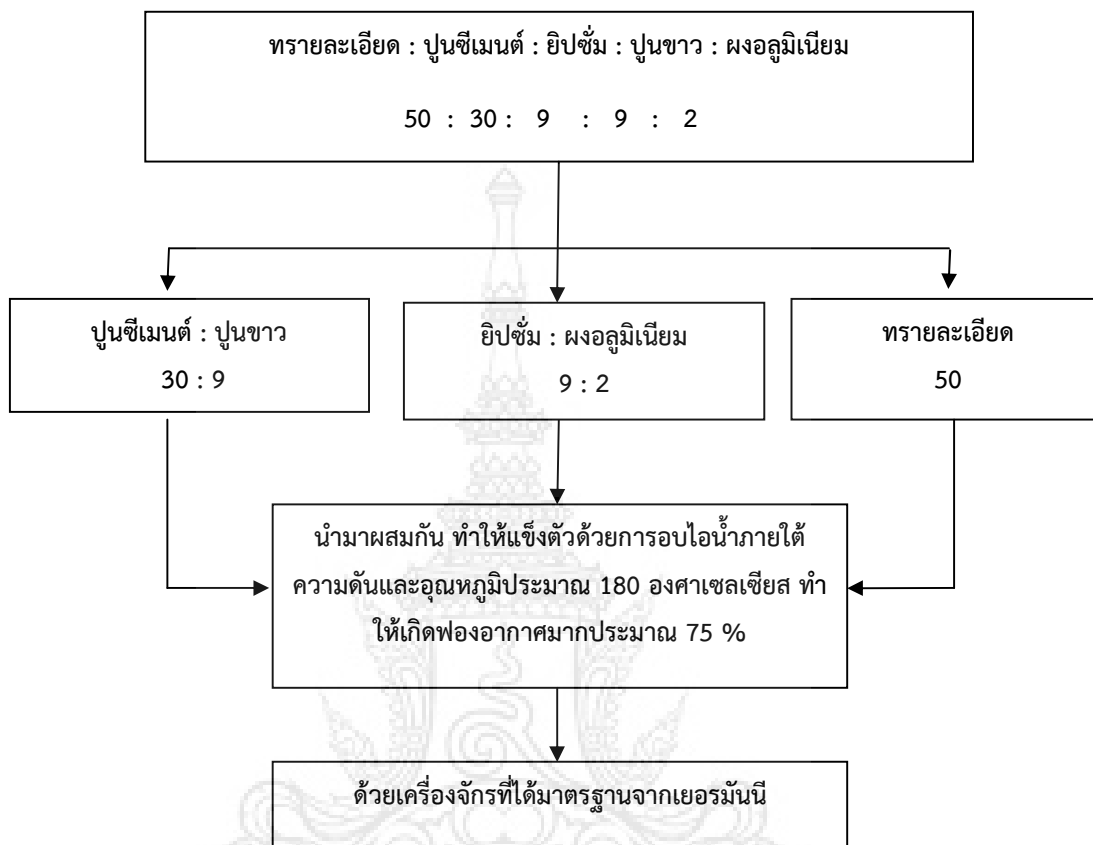 ทรายละเอียด : ปูนซีเมนต์ : ยิปซั่ม : ปูนขาว : ผงอลูมิเนียม
50 : 30 : 9 : 9 : 2
ปูนซีเมนต์ : ปูนขาว
30 : 9
ยิปซั่ม : ผงอลูมิเนียม
9 : 2
ทรายละเอียด
50
นำมาผสมกัน ทำให้แข็งตัวด้วยการอบไอน้ำภายใต้
ความดันและอุณหภูมิประมาณ 180 องศาเซลเซียส ทำ
ให้เกิดฟองอากาศมากประมาณ 75 %
ด้วยเครื่องจักรที่ได้มาตรฐานจากเยอรมันนี